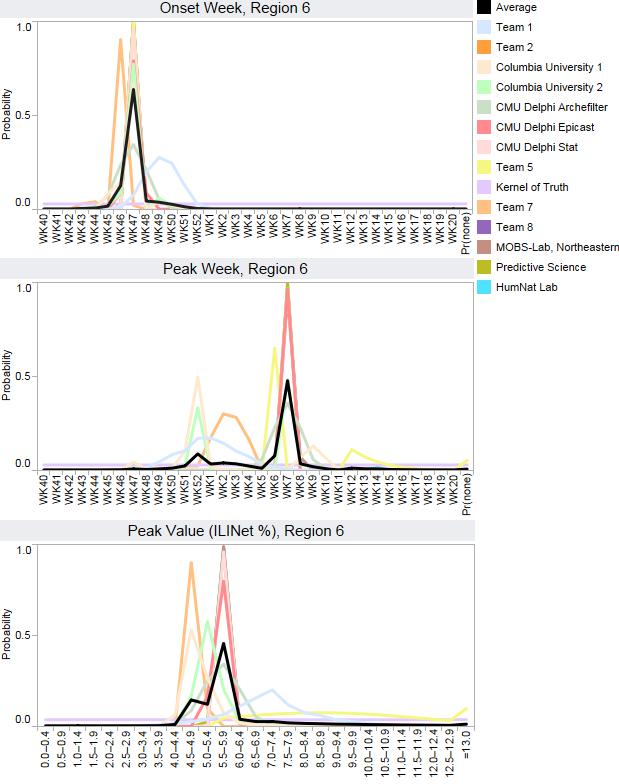 Onset Week, Region 6
Probability
1.0
0.5
0.0
WK40
WK41
WK42
WK43
WK44
WK45
WK46
WK47
WK48
WK49
WK50
WK51
WK52
WK1
WK2
WK3
WK4
WK5
WK6
WK7
WK8
WK9
WK10
WK11
WK12
WK13
WK14
WK15
WK16
WK17
WK18
WK19
WK20
Pr(none)
Average
Team 1
Team 2
Columbia University 1
Columbia University 2
CMU Delphi Archefilter
CMU Delphi Epicast
CMU Delphi Stat
Team 5
Kernel of Truth
Team 7
Team 8
MOBS-Lab, Northeastern
Predictive Science
HumNat Lab
Peak Week, Region 6
Probability
1.0
0.5
0.0
WK40
WK41
WK42
WK43
WK44
WK45
WK46
WK47
WK48
WK49
WK50
WK51
WK52
WK1
WK2
WK3
WK4
WK5
WK6
WK7
WK8
WK9
WK10
WK11
WK12
WK13
WK14
WK15
WK16
WK17
WK18
WK19
WK20
Pr(none)
Peak Value (ILINet %), Region 6
Probability
1.0
0.5
0.0
0.0–0.4
0.5–0.9
1.0–1.4
1.5–1.9
2.0–2.4
2.5–2.9
3.0–3.4
3.5–3.9
4.0–4.4
4.5–4.9
5.0–5.4
5.5–5.9
6.0–6.4
6.5–6.9
7.0–7.4
7.5–7.9
8.0–8.4
8.5–8.9
9.0–9.4
9.5–9.9
10.0–10.4
10.5–10.9
11.0–11.4
11.5–11.9
12.0–12.4
12.5–12.9
=13.0